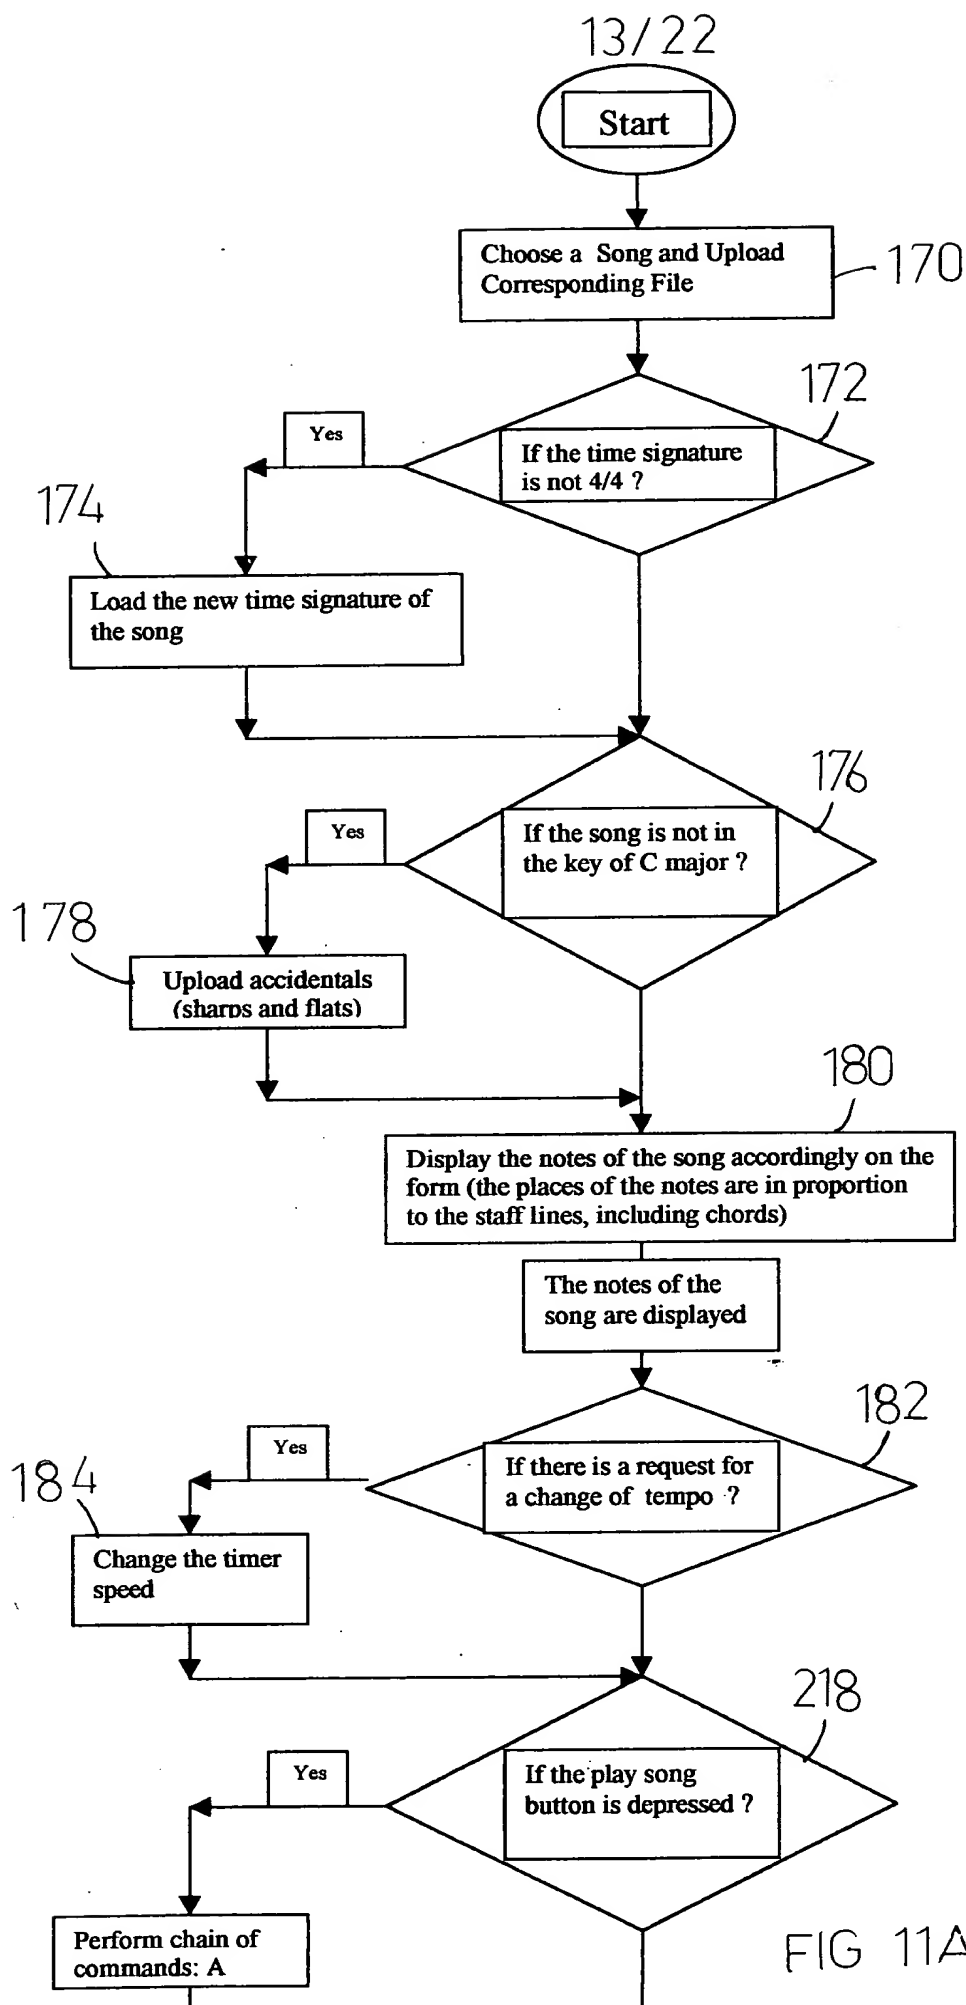 13/22
Start
Choose a Song and Upload
Corresponding File
170
172
Yes
If the time signature
is not 4/4 ?
174
Load the new time signature of
the song
176
Yes
If the song is not in
the key of C major ?
178
Upload accidentals
(sharps and flats)
180
Display the notes of the song accordingly on the
form (the places of the notes are in proportion
to the staff lines, including chords)
The notes of the
song are displayed
182
Yes
If there is a request for
a change of tempo ?
184
Change the timer
speed
218
Yes
If the play song
button is depressed ?
Perform chain of
commands: A
FIG 11A